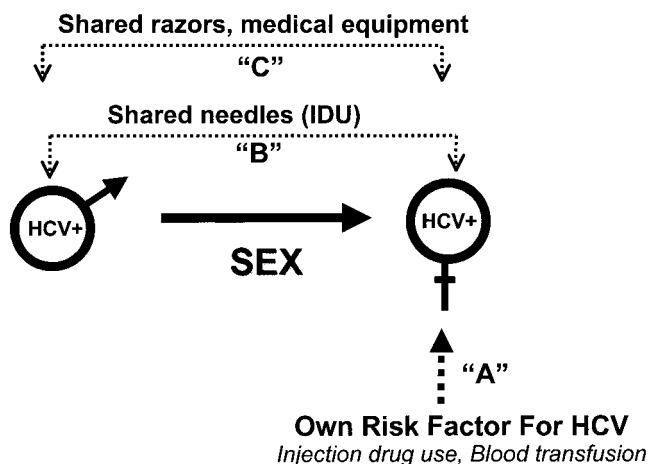 Shared razors, medical equipment
“C”
Shared needles (IDU)
“B”
HCV+
HCV+
SEX
“A”
Own Risk Factor For HCV
Injection drug use, Blood transfusion